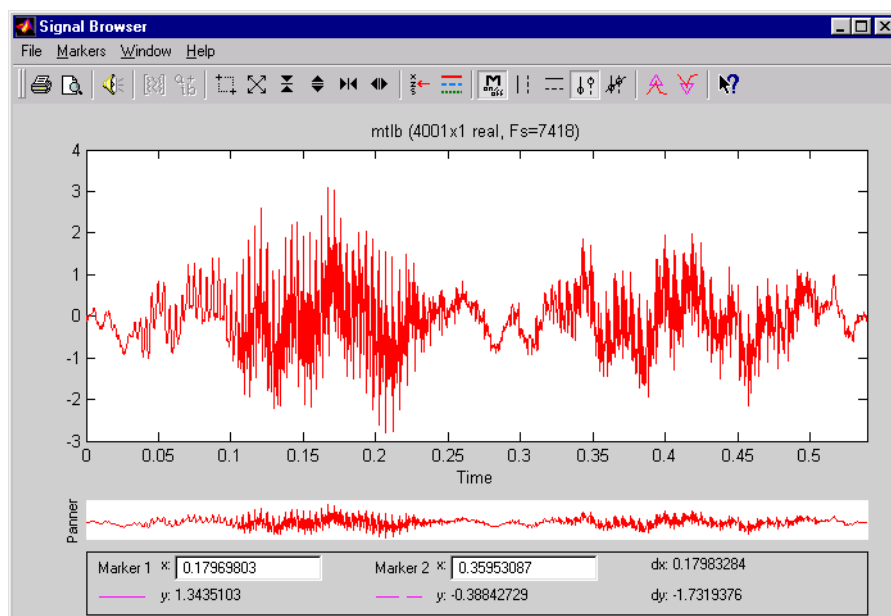 Signal Browser
File Markers Window Help
M
on/off
mtlb (4001x1 real, Fs=7418)
4
3
2
1
0
-1
-2
-3
0 0.05 0.1 0.15 0.2 0.25 0.3 0.35 0.4 0.45 0.5
Time
Panner
Marker 1 x: 0.17969803 Marker 2 x: 0.35953087 dx: 0.17983284
y: 1.3435103 y: -0.38842729 dy: -1.7319376